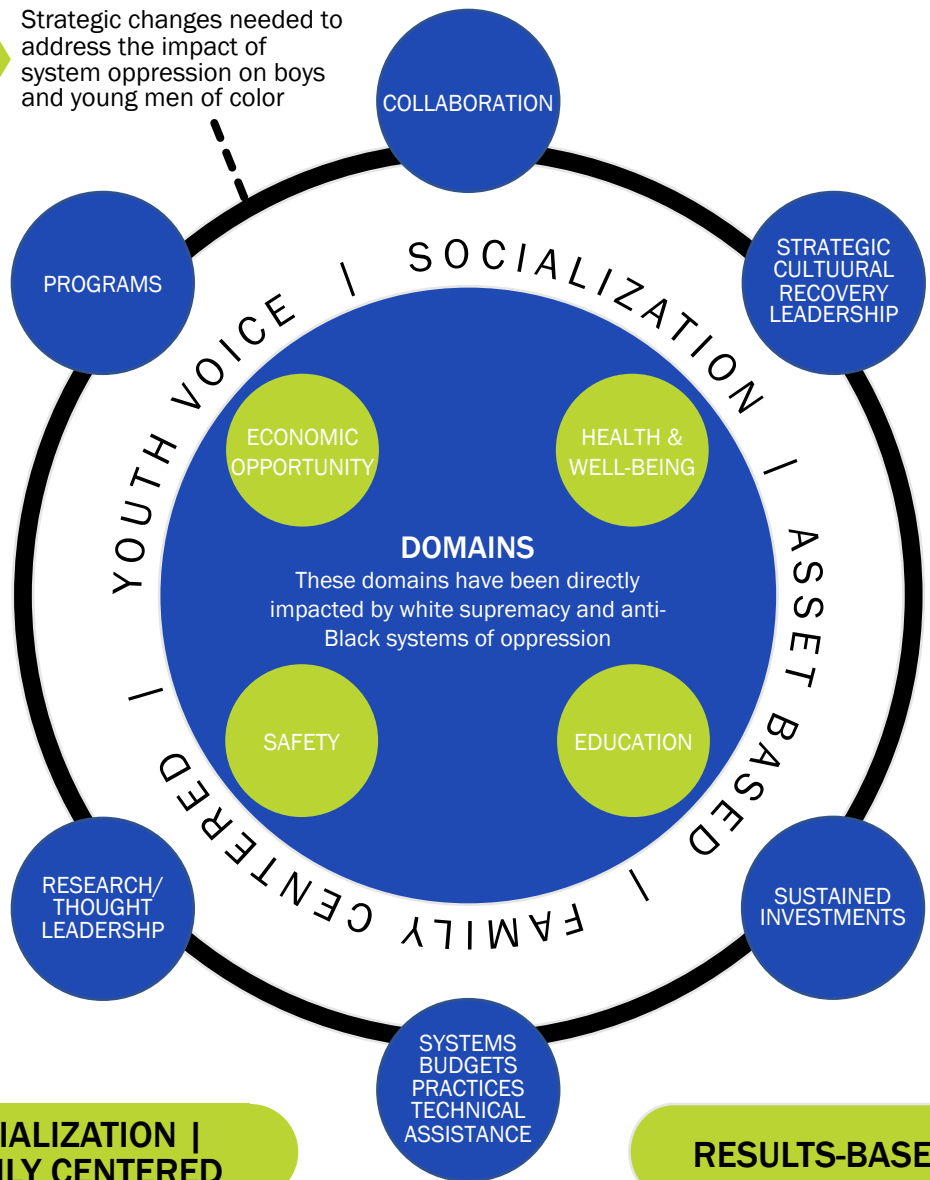 Strategic changes needed to
address the impact of
system oppression on boys
and young men of color
COLLABORATION
PROGRAMS
STRATEGIC
CULTUURAL
RECOVERY
LEADERSHIP
YOUTH VOICE | SOCIALIZATION | ASSET BASED | FAMILY CENTERED |
ECONOMIC
OPPORTUNITY
HEALTH &
WELL-BEING
DOMAINS
These domains have been directly
impacted by white supremacy and anti-
Black systems of oppression
SAFETY
EDUCATION
RESEARCH/
THOUGHT
LEADERSHP
SUSTAINED
INVESTMENTS
SYSTEMS
BUDGETS
PRACTICES
TECHNICAL
ASSISTANCE
IALIZATION |
ILY CENTERED
RESULTS-BASE